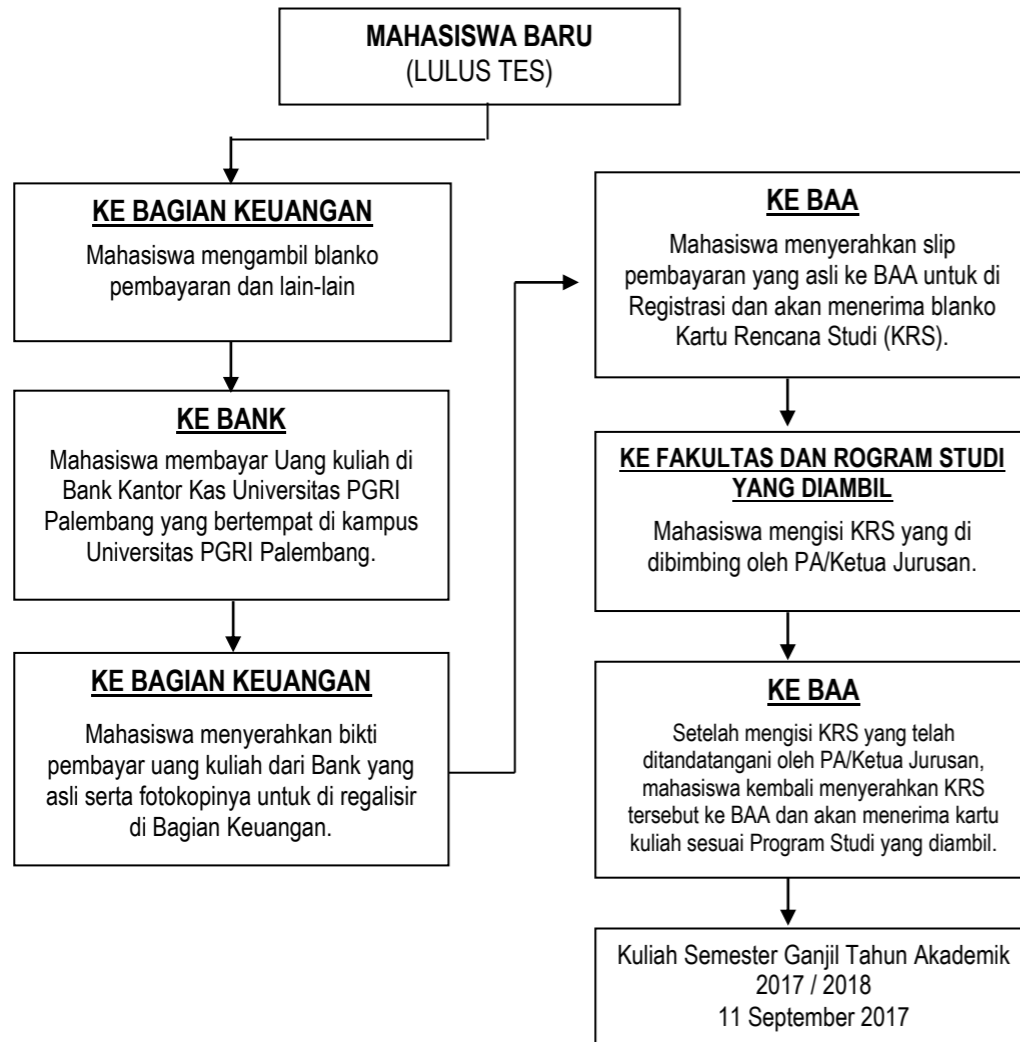 MAHASISWA BARU
(LULUS TES)
KE BAGIAN KEUANGAN
Mahasiswa mengambil blanko
pembayaran dan lain-lain
KE BANK
Mahasiswa membayar Uang kuliah di
Bank Kantor Kas Universitas PGRI
Palembang yang bertempat di kampus
Universitas PGRI Palembang.
KE BAGIAN KEUANGAN
Mahasiswa menyerahkan bikti
pembayar uang kuliah dari Bank yang
asli serta fotokopinya untuk di regalisir
di Bagian Keuangan.
KE BAA
Mahasiswa menyerahkan slip
pembayaran yang asli ke BAA untuk di
Registrasi dan akan menerima blanko
Kartu Rencana Studi (KRS).
KE FAKULTAS DAN ROGRAM STUDI
YANG DIAMBIL
Mahasiswa mengisi KRS yang di
dibimbing oleh PA/Ketua Jurusan.
KE BAA
Setelah mengisi KRS yang telah
ditandatangani oleh PA/Ketua Jurusan,
mahasiswa kembali menyerahkan KRS
tersebut ke BAA dan akan menerima kartu
kuliah sesuai Program Studi yang diambil.
Kuliah Semester Ganjil Tahun Akademik
2017 / 2018
11 September 2017